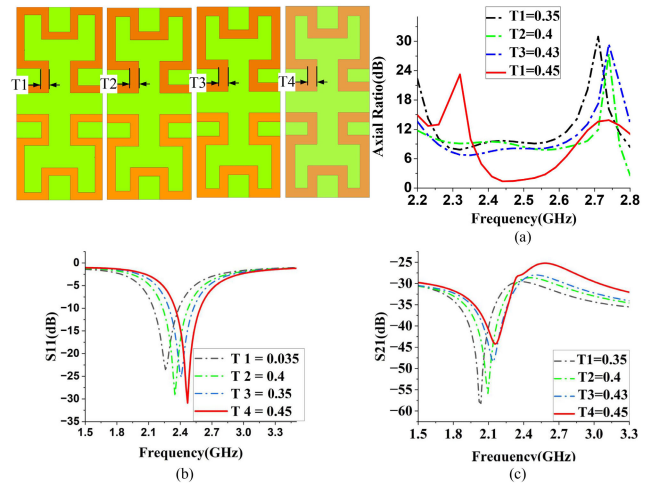 T1
T2
T3
T4
Axial Ratio(dB)
30
24
18
12
6
0
T1=0.35
T2=0.4
T3=0.43
T1=0.45
2.2 2.3 2.4 2.5 2.6 2.7 2.8
Frequency(GHz)
(a)
S11(dB)
0
−5
−10
−15
−20
−25
−30
−35
T 1 = 0.035
T 2 = 0.4
T 3 = 0.35
T 4 = 0.45
1.5 1.8 2.1 2.4 2.7 3.0 3.3
Frequency(GHz)
(b)
S21(dB)
−25
−30
−35
−40
−45
−50
−55
−60
T1=0.35
T2=0.4
T3=0.43
T4=0.45
1.5 1.8 2.1 2.4 2.7 3.0 3.3
Frequency(GHz)
(c)